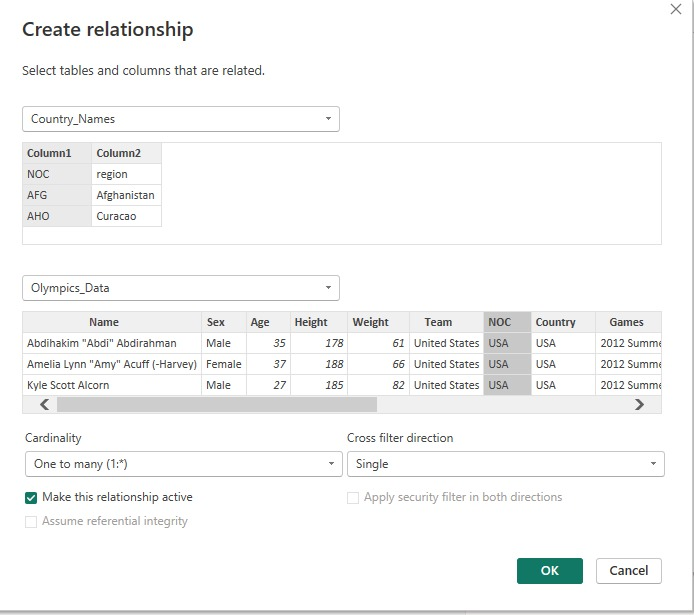 Create relationship
Select tables and columns that are related.
Country_Names
Column1 Column2
NOC region
AFG Afghanistan
AHO Curacao
Olympics_Data
Name Sex Age Height Weight Team NOC Country Games
Abdihakim "Abdi" Abdirahman Male 35 178 61 United States USA USA 2012 Summe
Amelia Lynn "Amy" Acuff (-Harvey) Female 37 188 66 United States USA USA 2012 Summe
Kyle Scott Alcorn Male 27 185 82 United States USA USA 2012 Summe
Cardinality Cross filter direction
One to many (1:*) Single
Make this relationship active Apply security filter in both directions
Assume referential integrity
OK Cancel